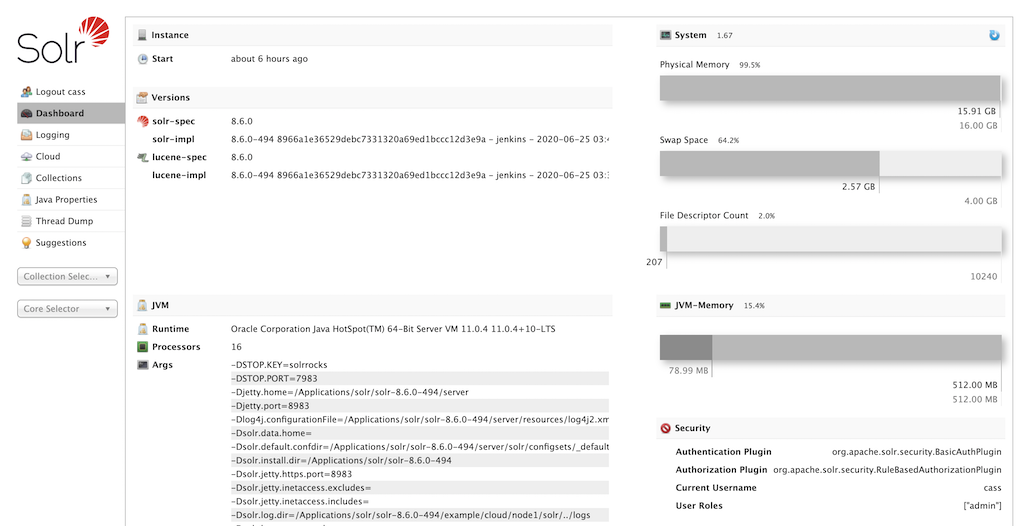 Solr
Logout cass
Dashboard
Logging
Cloud
Collections
Java Properties
Thread Dump
Suggestions
Collection Selec...
Core Selector
Instance
Start about 6 hours ago
Versions
solr-spec 8.6.0
solr-impl 8.6.0-494 8966a1e36529debc7331320a69ed1bccc12d3e9a - jenkins - 2020-06-25 03:4
lucene-spec 8.6.0
lucene-impl 8.6.0-494 8966a1e36529debc7331320a69ed1bccc12d3e9a - jenkins - 2020-06-25 03:
JVM
Runtime Oracle Corporation Java HotSpot(TM) 64-Bit Server VM 11.0.4 11.0.4+10-LTS
Processors 16
Args -DSTOP.KEY=solrrocks
-DSTOP.PORT=7983
-Djetty.home=/Applications/solr/solr-8.6.0-494/server
-Djetty.port=8983
-Dlog4j.configurationFile=/Applications/solr/solr-8.6.0-494/server/resources/log4j2.xm
-Dsolr.data.home=
-Dsolr.default.confdir=/Applications/solr/solr-8.6.0-494/server/solr/configsets/_default
-Dsolr.install.dir=/Applications/solr/solr-8.6.0-494
-Dsolr.jetty.https.port=8983
-Dsolr.jetty.inetaccess.excludes=
-Dsolr.jetty.inetaccess.includes=
-Dsolr.log.dir=/Applications/solr/solr-8.6.0-494/example/cloud/node1/solr/../logs
System 1.67
Physical Memory 99.5%
15.91 GB
16.00 GB
Swap Space 64.2%
2.57 GB
4.00 GB
File Descriptor Count 2.0%
207
10240
JVM-Memory 15.4%
78.99 MB
512.00 MB
512.00 MB
Security
Authentication Plugin org.apache.solr.security.BasicAuthPlugin
Authorization Plugin org.apache.solr.security.RuleBasedAuthorizationPlugin
Current Username cass
User Roles ["admin"]